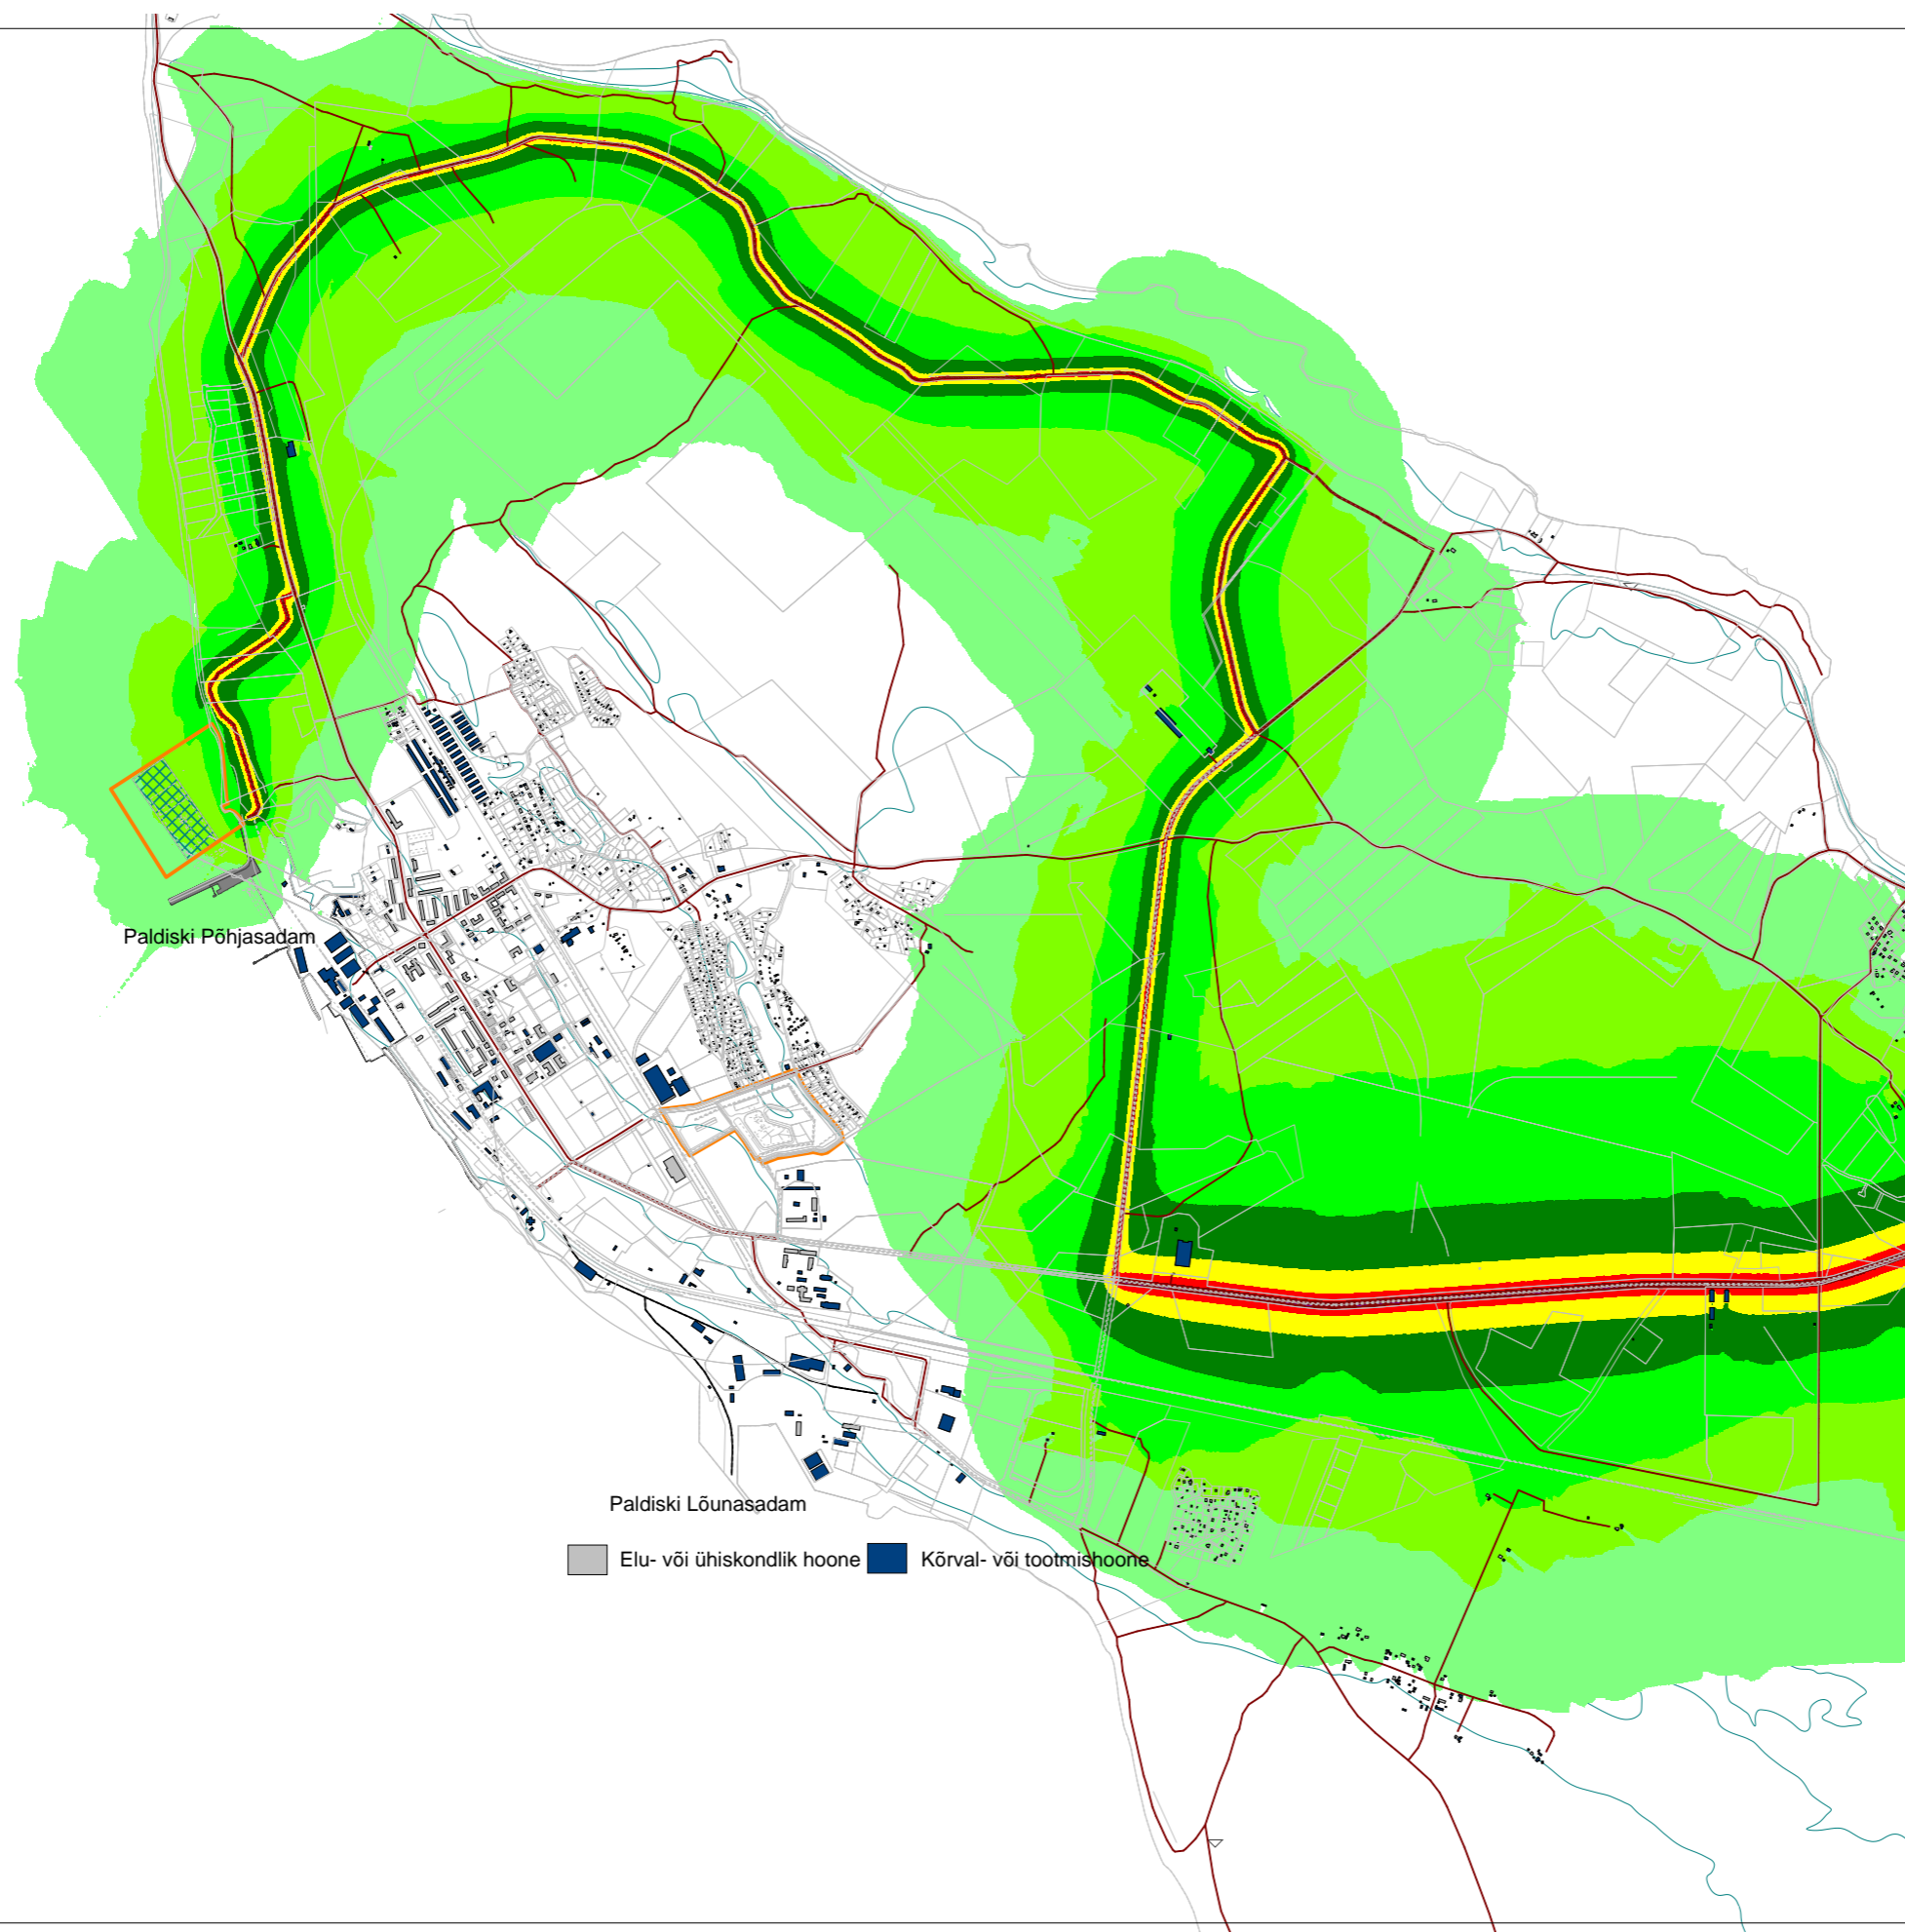 Paldiski Põhjasadam
Paldiski Lõunasadam
Elu- või ühiskondlik hoone
Kõrval- või tootmishoone